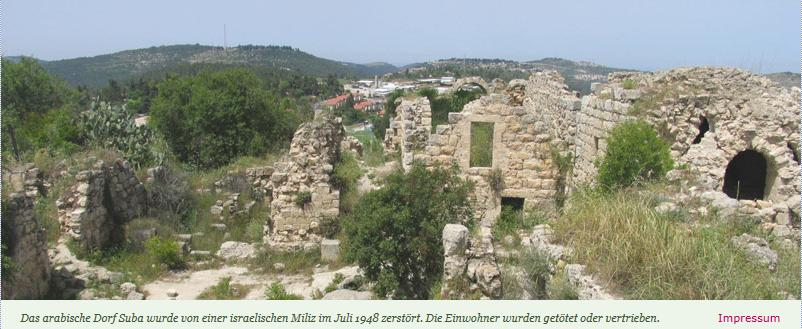 Das arabische Dorf Suba wurde von einer israelischen Miliz im Juli 1948 zerstört. Die Einwohner wurden getötet oder vertrieben. Impressum